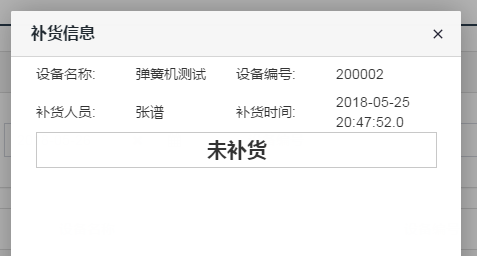 补货信息 ×
设备名称: 弹簧机测试 设备编号: 200002
补货人员: 张谱 补货时间: 2018-05-25
20:47:52.0
未补货